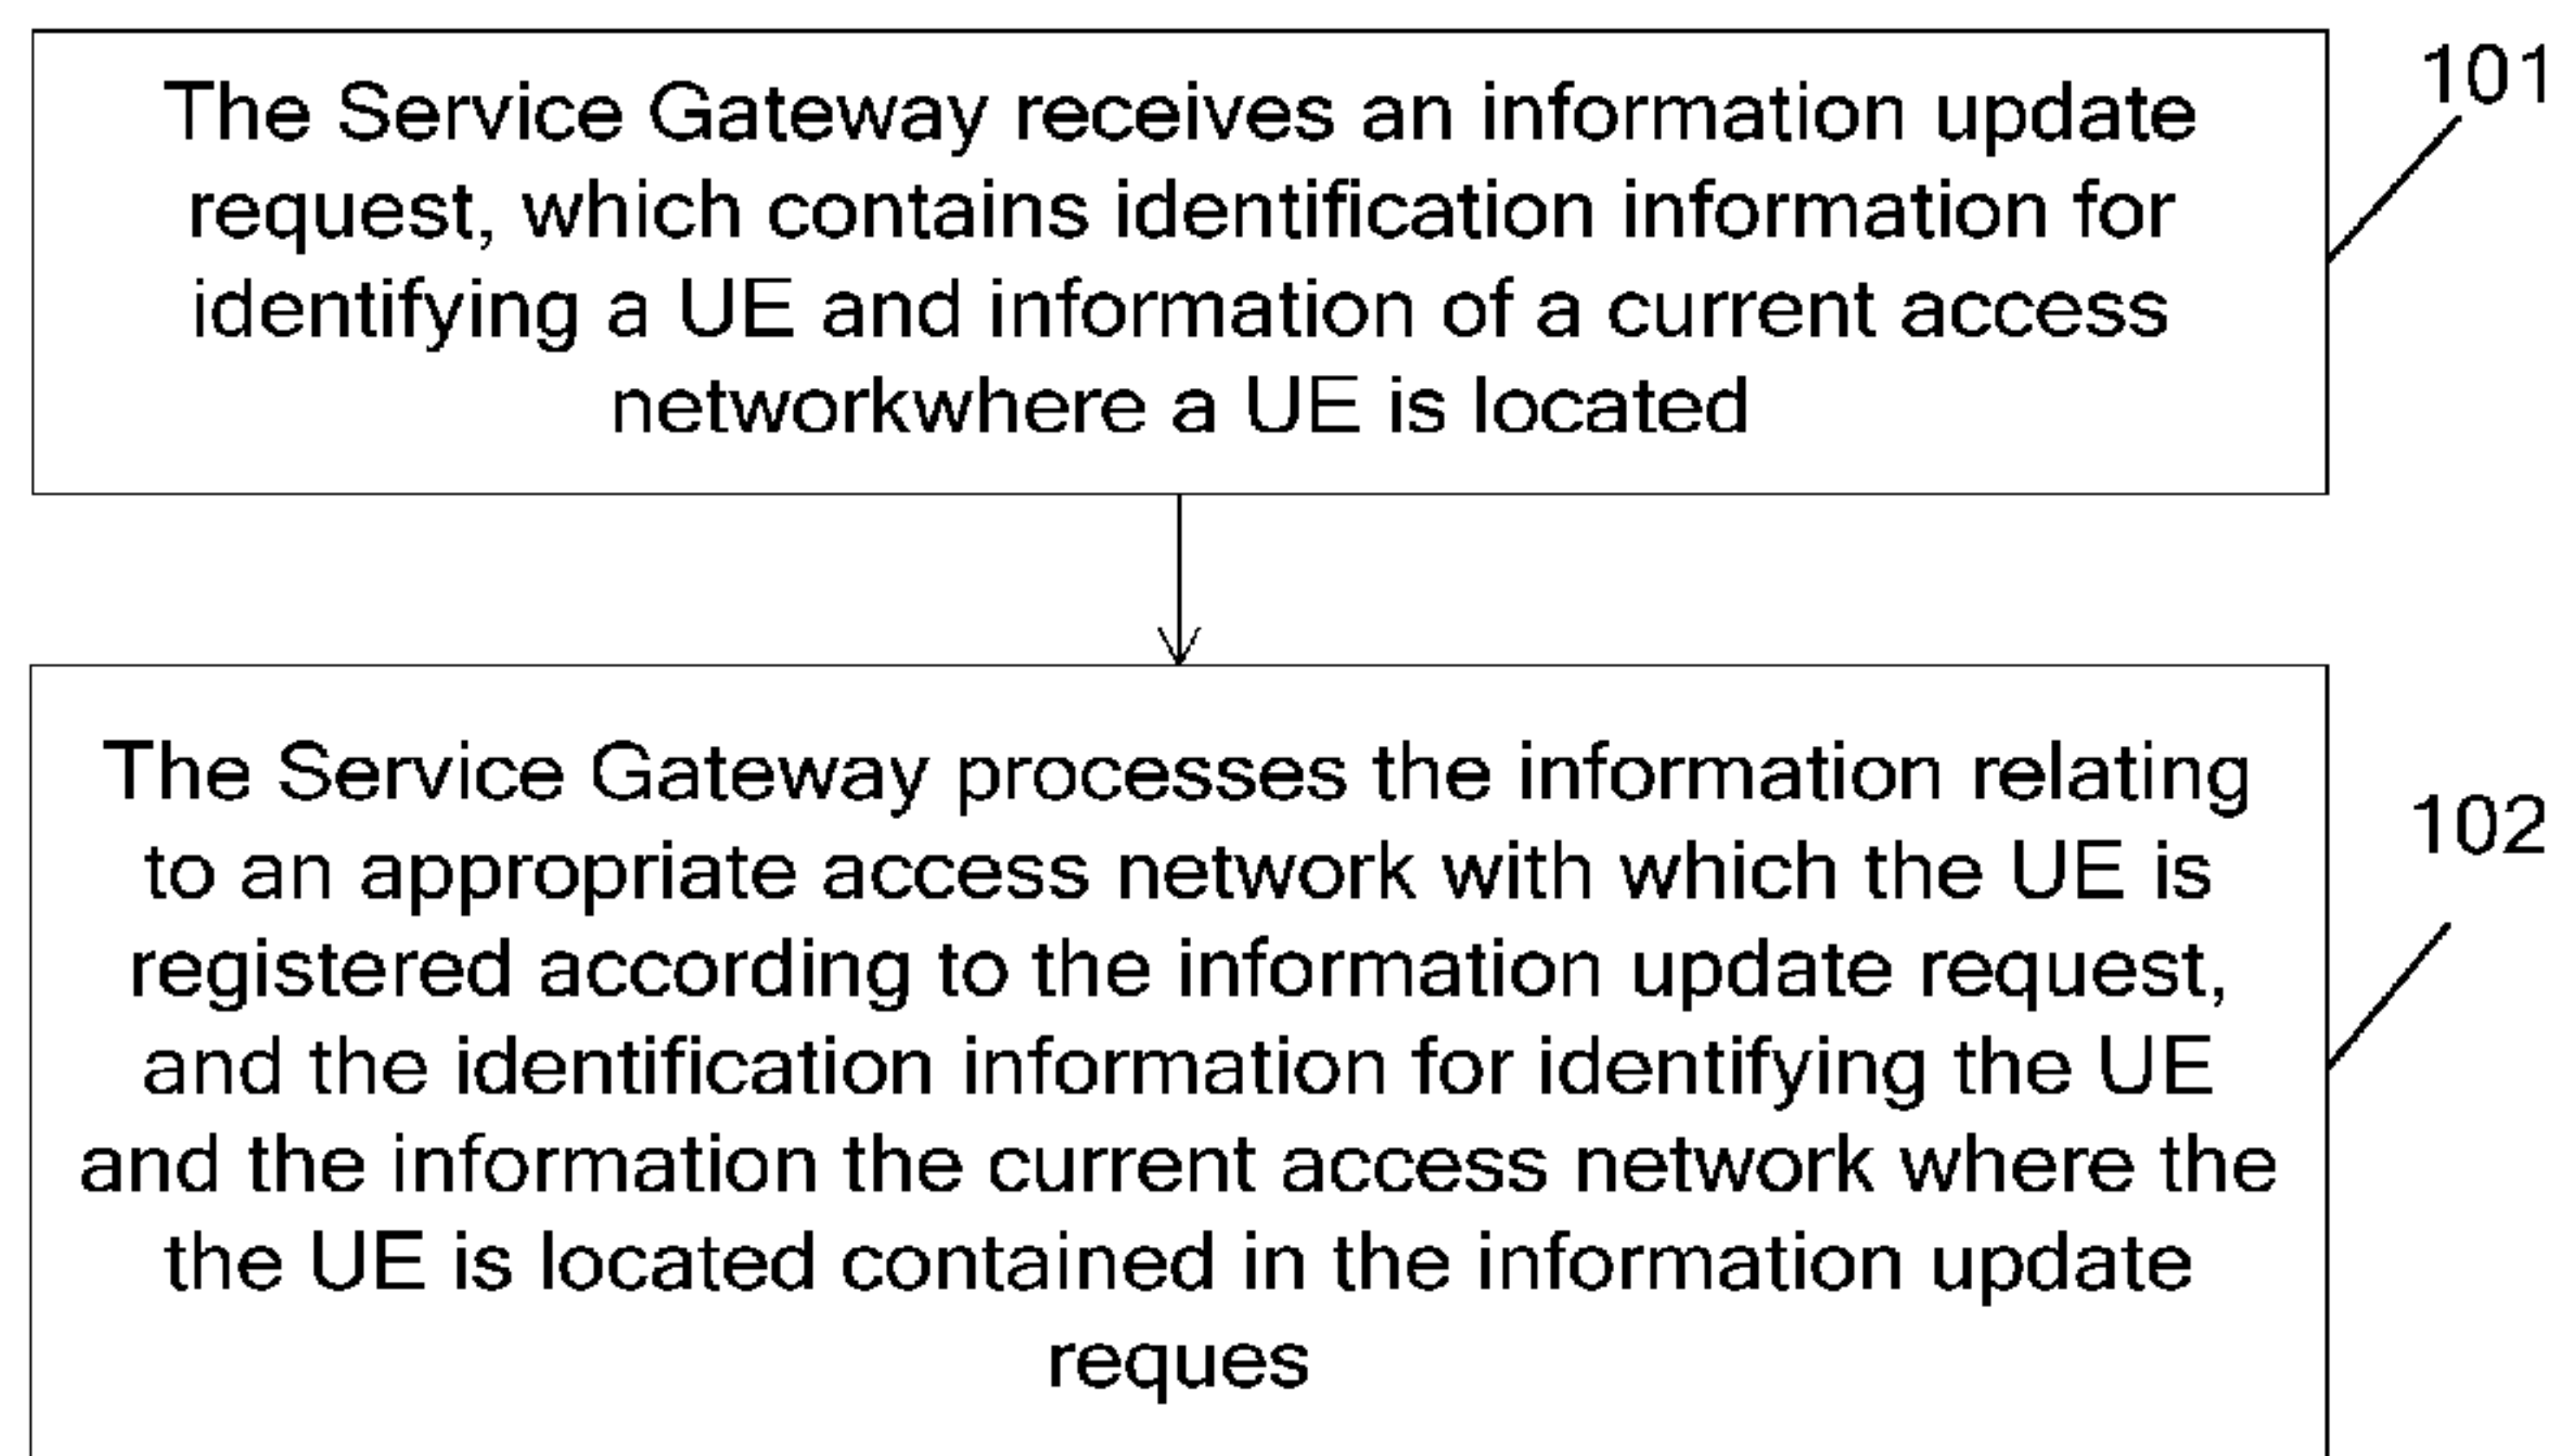 The Service Gateway receives an information update
request, which contains identification information for
identifying a UE and information of a current access
networkwhere a UE is located
101
The Service Gateway processes the information relating
to an appropriate access network with which the UE is
registered according to the information update request,
and the identification information for identifying the UE
and the information the current access network where the
the UE is located contained in the information update
reques
102